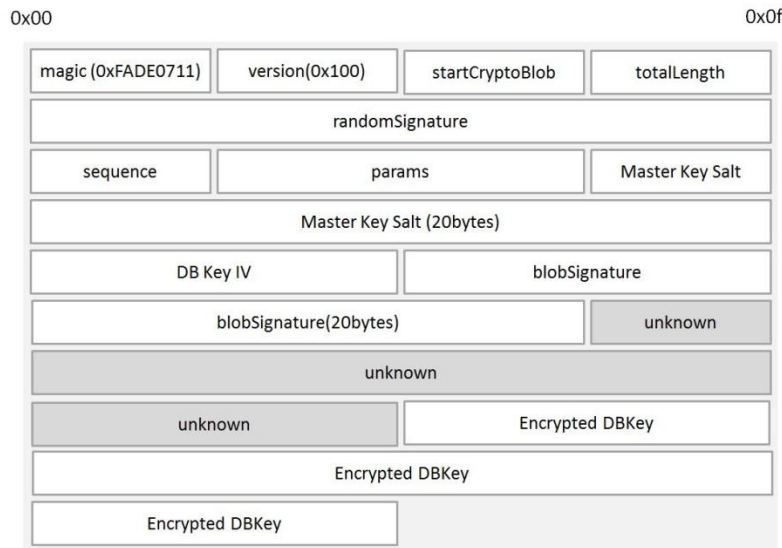 0x00 0x0f
magic (0xFADE0711) version(0x100) startCryptoBlob totalLength
randomSignature
sequence params Master Key Salt
Master Key Salt (20bytes)
DB Key IV blobSignature
blobSignature(20bytes) unknown
unknown
unknown Encrypted DBKey
Encrypted DBKey
Encrypted DBKey